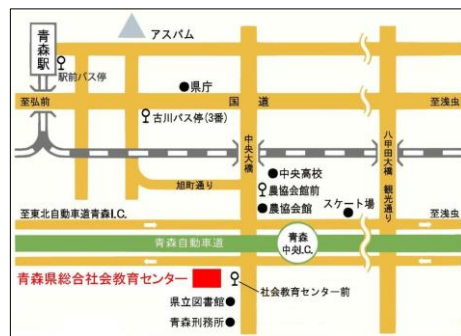 アスパム
青森駅
駅前バス停
県庁
至弘前
国道
至浅虫
古川バス停(3番)
中央大橋
八甲田大橋
観光通り
中央高校
旭町通り
農協会館前
農協会館
スケート場
至東北自動車道青森I.C.
至浅虫
青森自動車道
青森中央I.C.
青森県総合社会教育センター
社会教育センター前
県立図書館
青森刑務所